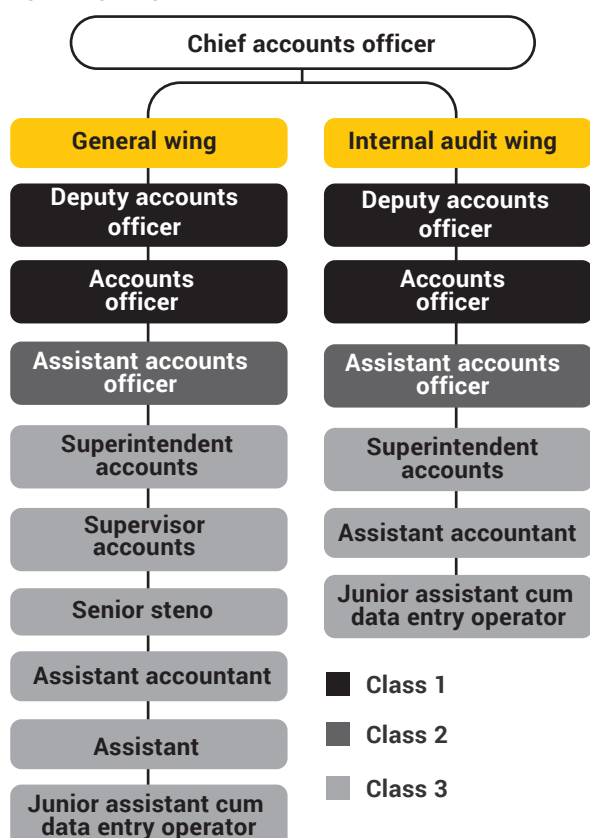 Chief accounts officer
General wing
Deputy accounts
officer
Accounts
officer
Assistant accounts
officer
Superintendent
accounts
Supervisor
accounts
Senior steno
Assistant accountant
Assistant
Junior assistant cum
data entry operator
Internal audit wing
Deputy accounts
officer
Accounts
officer
Assistant accounts
officer
Superintendent
accounts
Assistant accountant
Junior assistant cum
data entry operator
Class 1
Class 2
Class 3